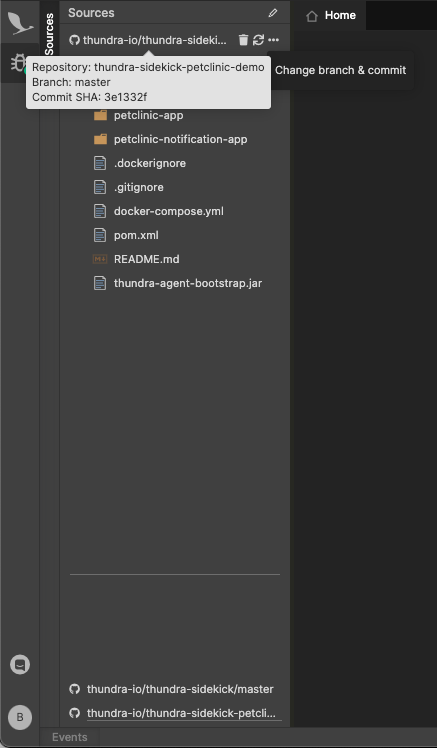 Sources
Sources
Home
thundra-io/thundra-sideki...
Repository: thundra-sidekick-petclinic-demo
Branch: master
Commit SHA: 3e1332f
Change branch & commit
petclinic-app
petclinic-notification-app
.dockerignore
.gitignore
docker-compose.yml
pom.xml
README.md
thundra-agent-bootstrap.jar
thundra-io/thundra-sidekick/master
B
thundra-io/thundra-sidekick-petcli...
Events